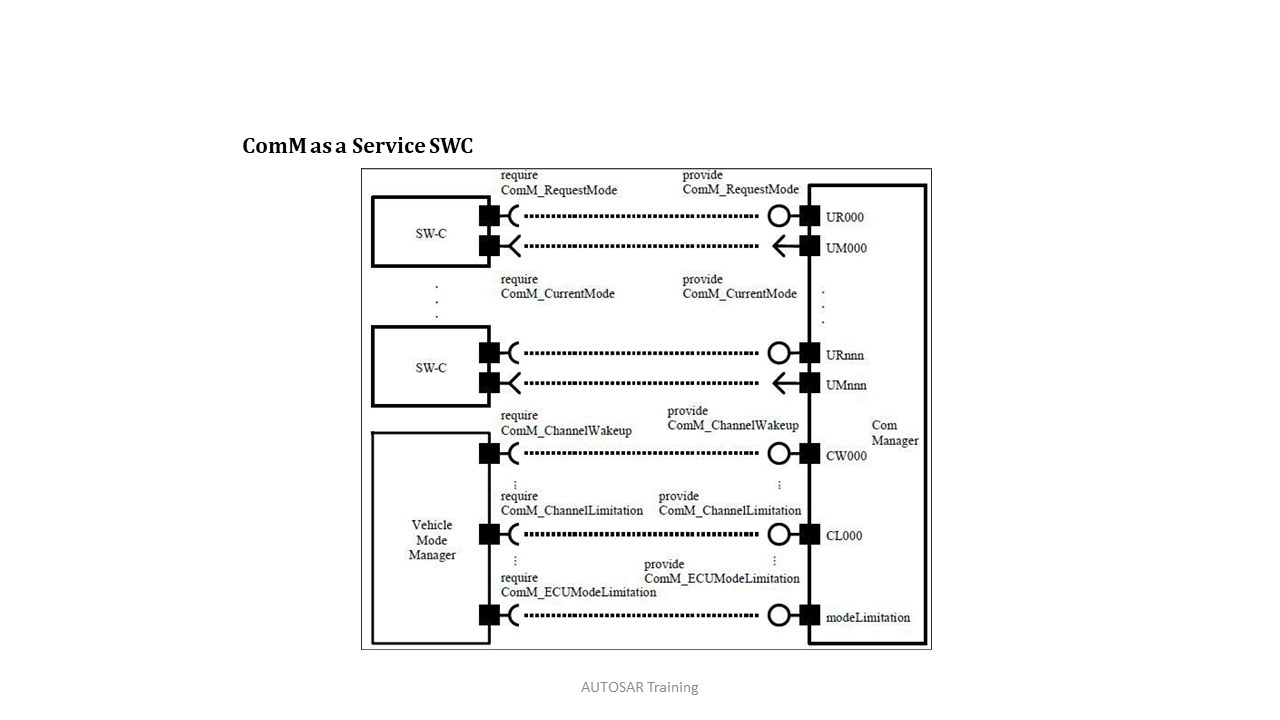 ComM as a Service SWC
require
ComM_RequestMode
provide
ComM_RequestMode
SW-C
UR000
UM000
require
ComM_CurrentMode
provide
ComM_CurrentMode
SW-C
URnnn
UMnnn
require
ComM_ChannelWakeup
provide
ComM_ChannelWakeup
Com
Manager
CW000
require
ComM_ChannelLimitation
provide
ComM_ChannelLimitation
Vehicle
Mode
Manager
CL000
require
ComM_ECUModeLimitation
provide
ComM_ECUModeLimitation
modeLimitation
AUTOSAR Training